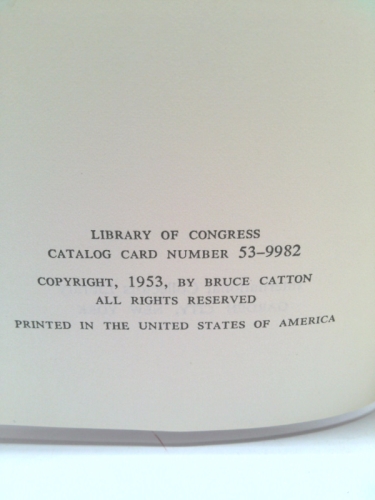 LIBRARY OF CONGRESS
CATALOG CARD NUMBER 53-9982
COPYRIGHT, 1953, BY BRUCE CATTON
ALL RIGHTS RESERVED
PRINTED IN THE UNITED STATES OF AMERICA